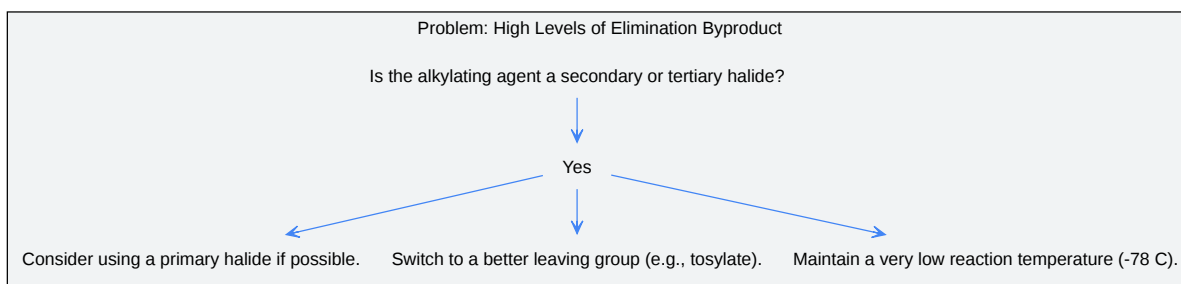 Problem: High Levels of Elimination Byproduct
Is the alkylating agent a secondary or tertiary halide?
Yes
Consider using a primary halide if possible.
Switch to a better leaving group (e.g., tosylate).
Maintain a very low reaction temperature (-78 C).